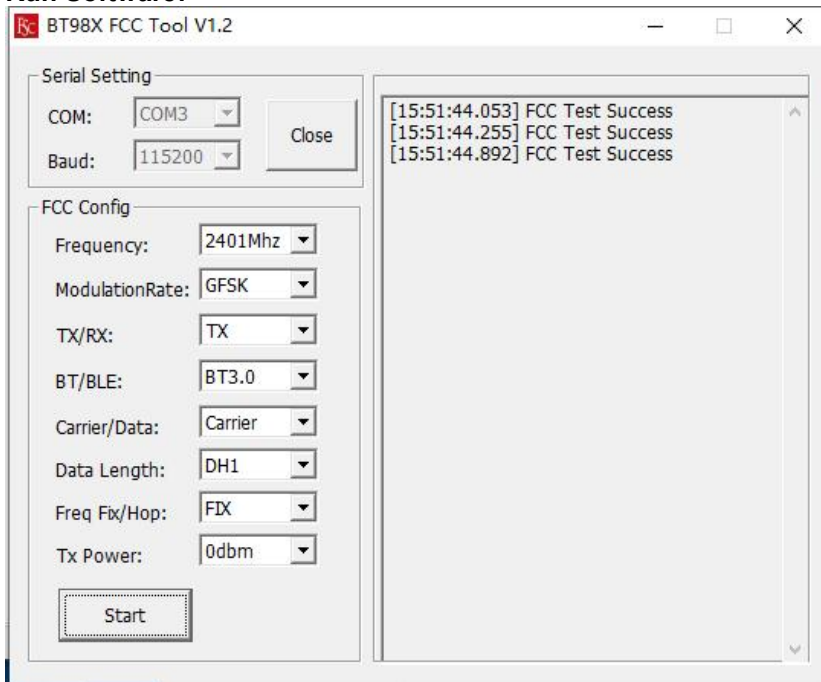 Run Software.
BT98X FCC Tool V1.2
Serial Setting
COM: COM3
Baud: 115200
Close
FCC Config
Frequency: 2401Mhz
ModulationRate: GFSK
TX/RX: TX
BT/BLE: BT3.0
Carrier/Data: Carrier
Data Length: DH1
Freq Fix/Hop: FIX
Tx Power: 0dbm
Start
[15:51:44.053] FCC Test Success
[15:51:44.255] FCC Test Success
[15:51:44.892] FCC Test Success